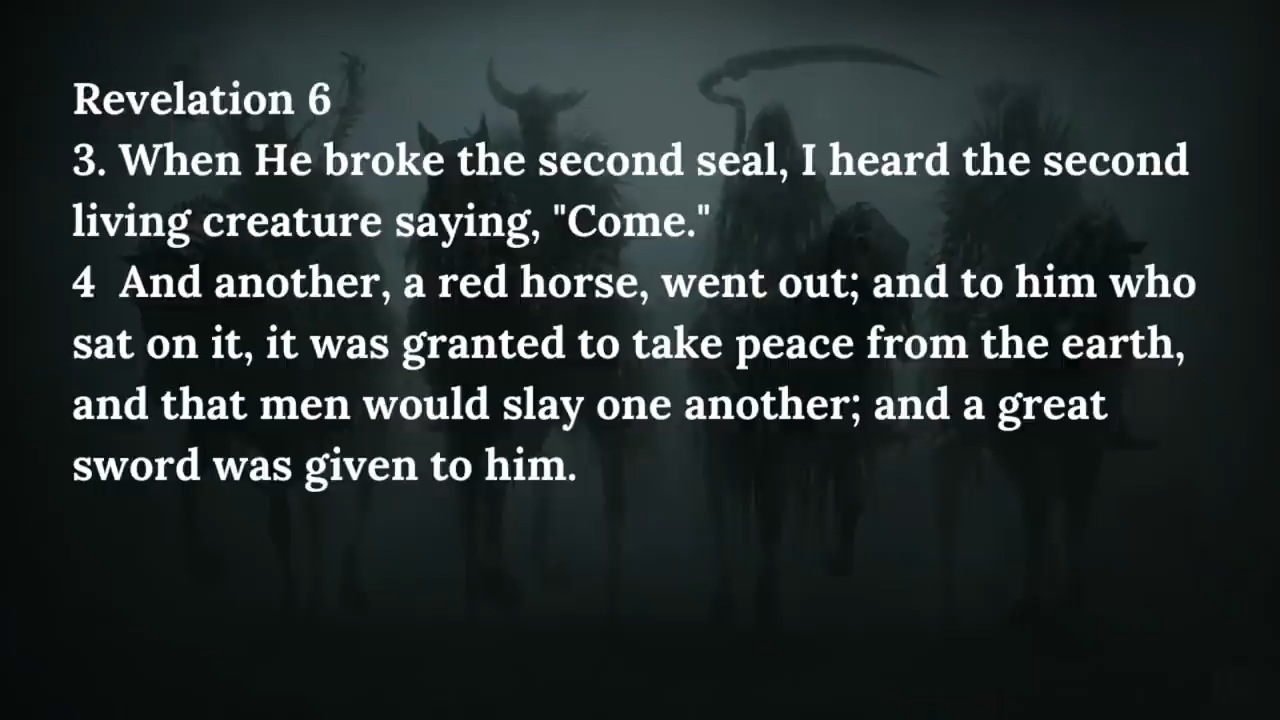 Revelation 6
3. When He broke the second seal, I heard the second
living creature saying, "Come."
4  And another, a red horse, went out; and to him who
sat on it, it was granted to take peace from the earth,
and that men would slay one another; and a great
sword was given to him.